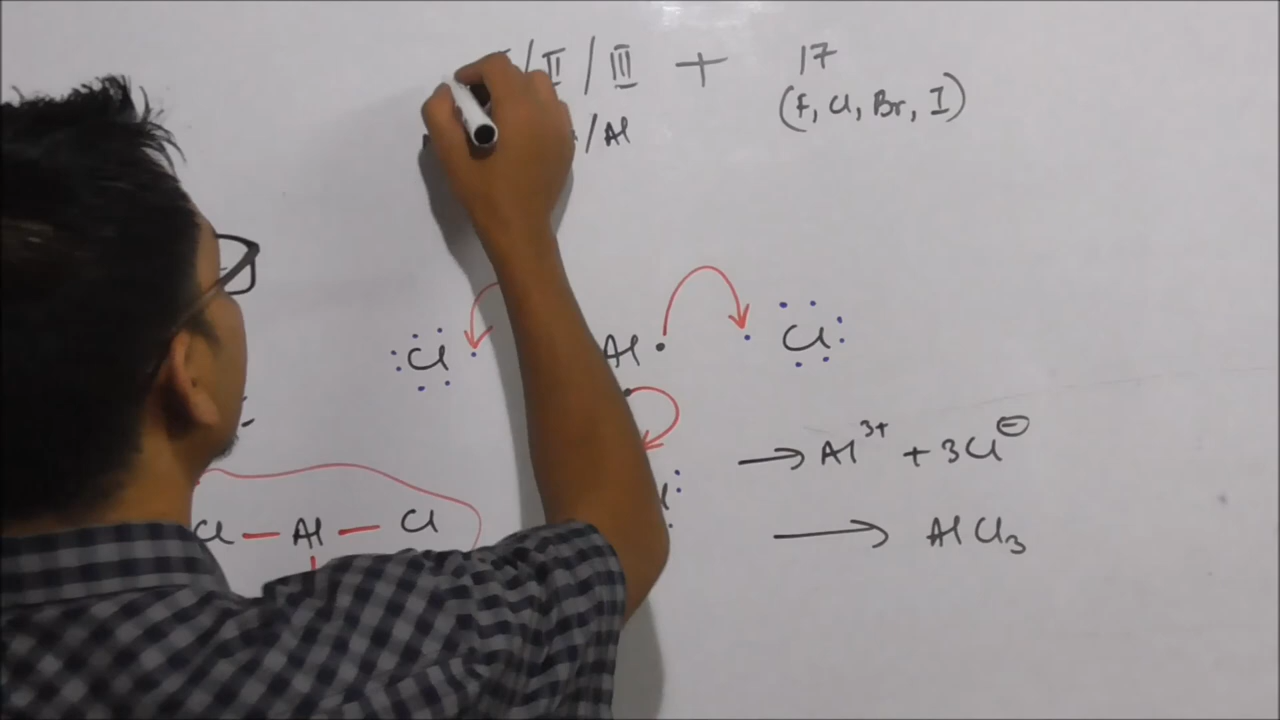 / II / III + 17
(F, Cl, Br, I)
/ Al
Cl Al Cl
→ Al³⁺ + 3Cl⊖
Cl — Al — Cl
→ AlCl₃